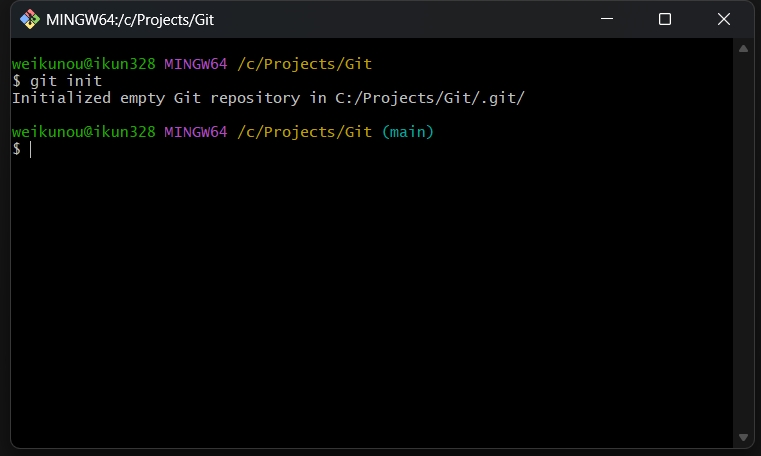 MINGW64:/c/Projects/Git
weikunou@ikun328 MINGW64 /c/Projects/Git
$ git init
Initialized empty Git repository in C:/Projects/Git/.git/
weikunou@ikun328 MINGW64 /c/Projects/Git (main)
$